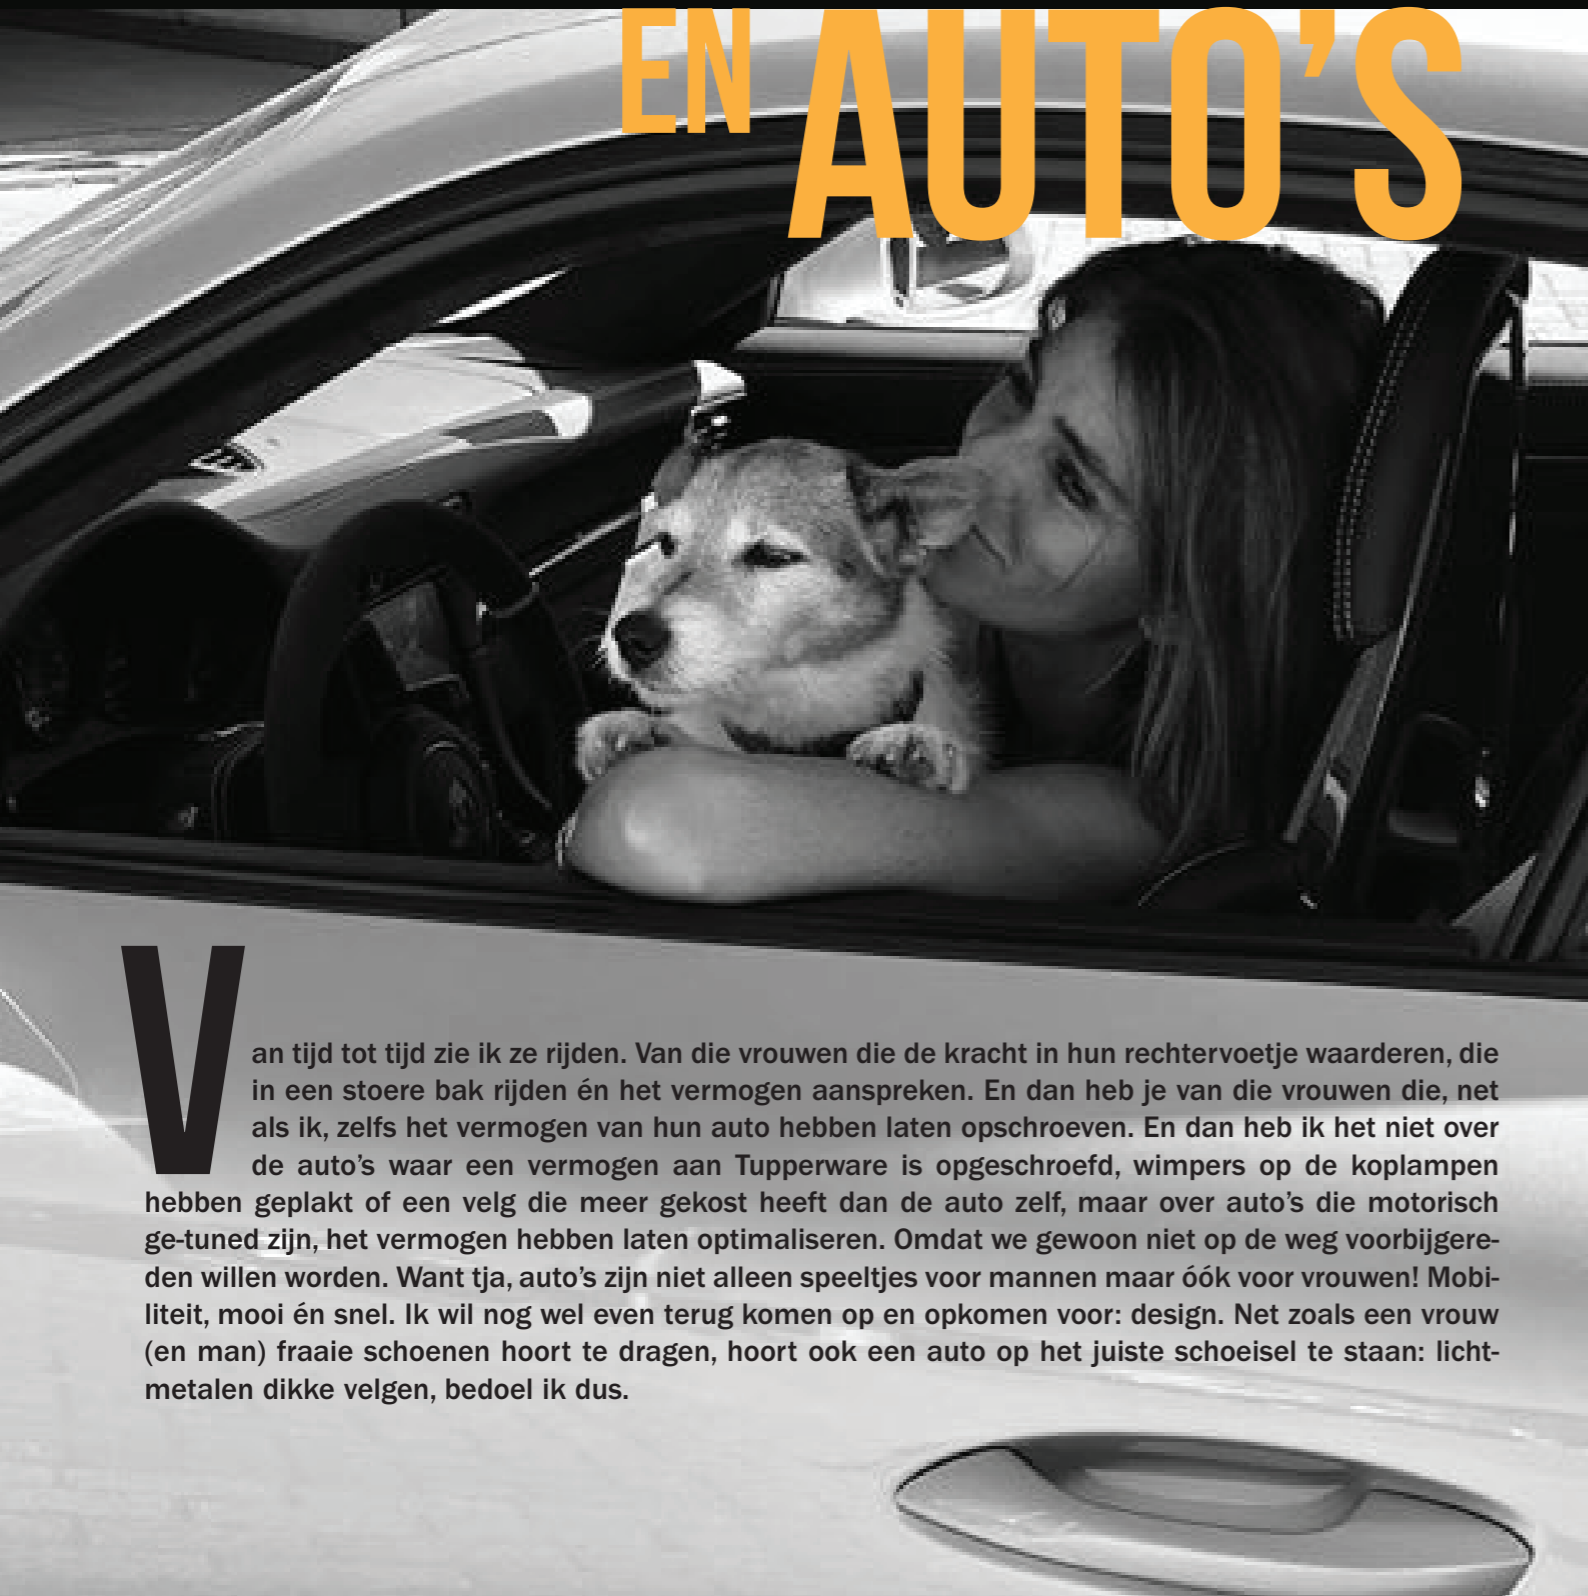 EN AUTO’S
Van tijd tot tijd zie ik ze rijden. Van die vrouwen die de kracht in hun rechtervoetje waarderen, die
in een stoere bak rijden én het vermogen aanspreken. En dan heb je van die vrouwen die, net
als ik, zelfs het vermogen van hun auto hebben laten opschroeven. En dan heb ik het niet over
de auto’s waar een vermogen aan Tupperware is opgeschroefd, wimpers op de koplampen
hebben geplakt of een velg die meer gekost heeft dan de auto zelf, maar over auto’s die motorisch
ge-tuned zijn, het vermogen hebben laten optimaliseren. Omdat we gewoon niet op de weg voorbijgere-
den willen worden. Want tja, auto’s zijn niet alleen speeltjes voor mannen maar óók voor vrouwen! Mobi-
liteit, mooi én snel. Ik wil nog wel even terug komen op en opkomen voor: design. Net zoals een vrouw
(en man) fraaie schoenen hoort te dragen, hoort ook een auto op het juiste schoeisel te staan: licht-
metalen dikke velgen, bedoel ik dus.